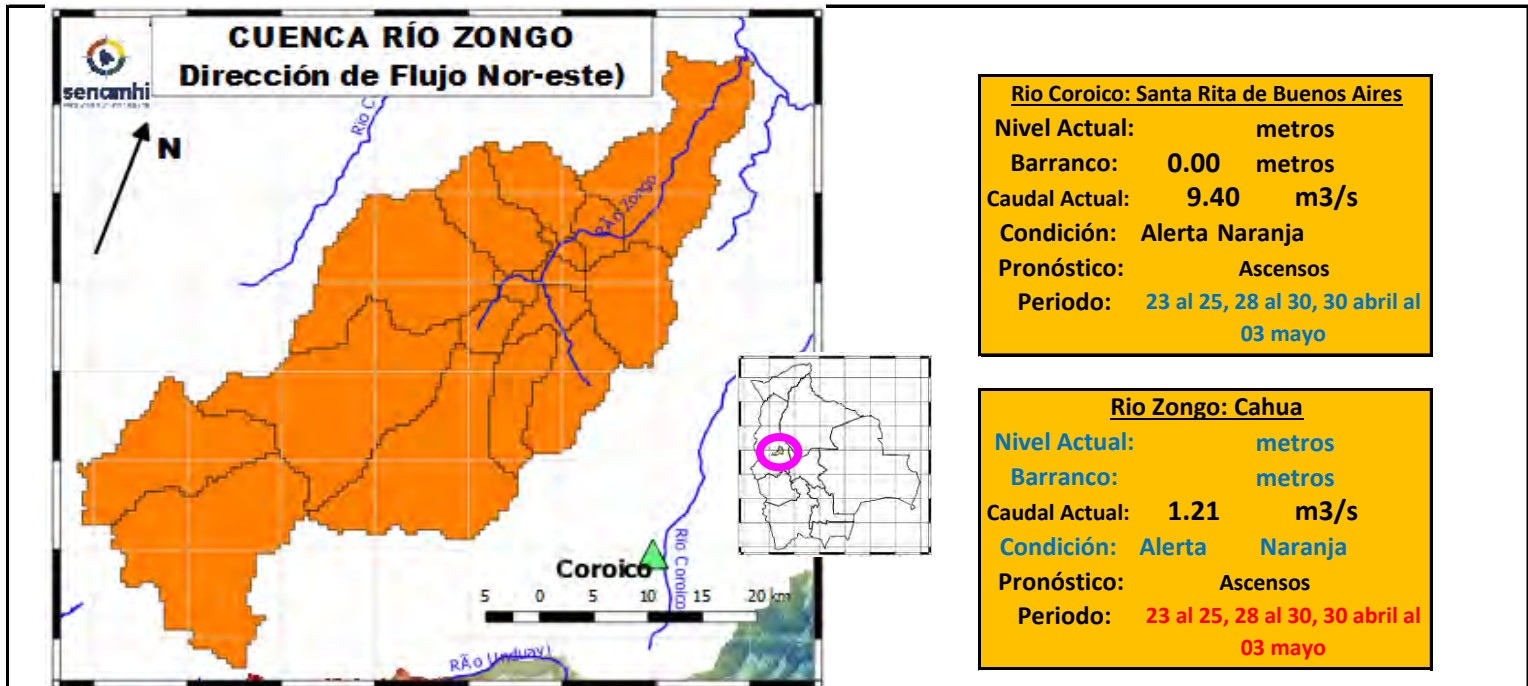 CUENCA RÍO ZONGO
Dirección de Flujo Nor-este)
senamhi
N
Río C
RÃ­o Zongo
Coroico
Río Coroico
5 0 5 10 15 20 km
RÃ­o Unduavi
Rio Coroico: Santa Rita de Buenos Aires
Nivel Actual: metros
Barranco: 0.00 metros
Caudal Actual: 9.40 m3/s
Condición: Alerta Naranja
Pronóstico: Ascensos
Periodo: 23 al 25, 28 al 30, 30 abril al
03 mayo
Rio Zongo: Cahua
Nivel Actual: metros
Barranco: metros
Caudal Actual: 1.21 m3/s
Condición: Alerta Naranja
Pronóstico: Ascensos
Periodo: 23 al 25, 28 al 30, 30 abril al
03 mayo